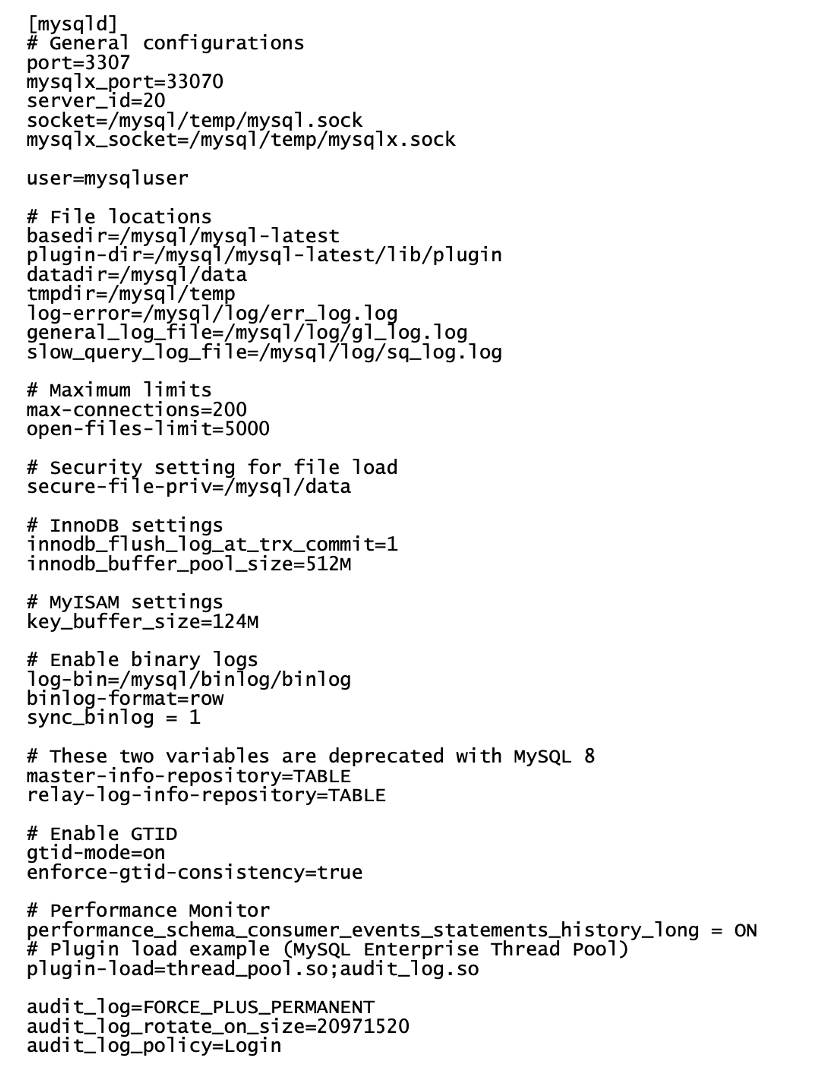 [mysqld]
# General configurations
port=3307
mysqlx_port=33070
server_id=20
socket=/mysql/temp/mysql.sock
mysqlx_socket=/mysql/temp/mysqlx.sock

user=mysqluser

# File locations
basedir=/mysql/mysql-latest
plugin-dir=/mysql/mysql-latest/lib/plugin
datadir=/mysql/data
tmpdir=/mysql/temp
log-error=/mysql/log/err_log.log
general_log_file=/mysql/log/gl_log.log
slow_query_log_file=/mysql/log/sq_log.log

# Maximum limits
max-connections=200
open-files-limit=5000

# Security setting for file load
secure-file-priv=/mysql/data

# InnoDB settings
innodb_flush_log_at_trx_commit=1
innodb_buffer_pool_size=512M

# MyISAM settings
key_buffer_size=124M

# Enable binary logs
log-bin=/mysql/binlog/binlog
binlog-format=row
sync_binlog = 1

# These two variables are deprecated with MySQL 8
master-info-repository=TABLE
relay-log-info-repository=TABLE

# Enable GTID
gtid-mode=on
enforce-gtid-consistency=true

# Performance Monitor
performance_schema_consumer_events_statements_history_long = ON
# Plugin load example (MySQL Enterprise Thread Pool)
plugin-load=thread_pool.so;audit_log.so

audit_log=FORCE_PLUS_PERMANENT
audit_log_rotate_on_size=20971520
audit_log_policy=Login